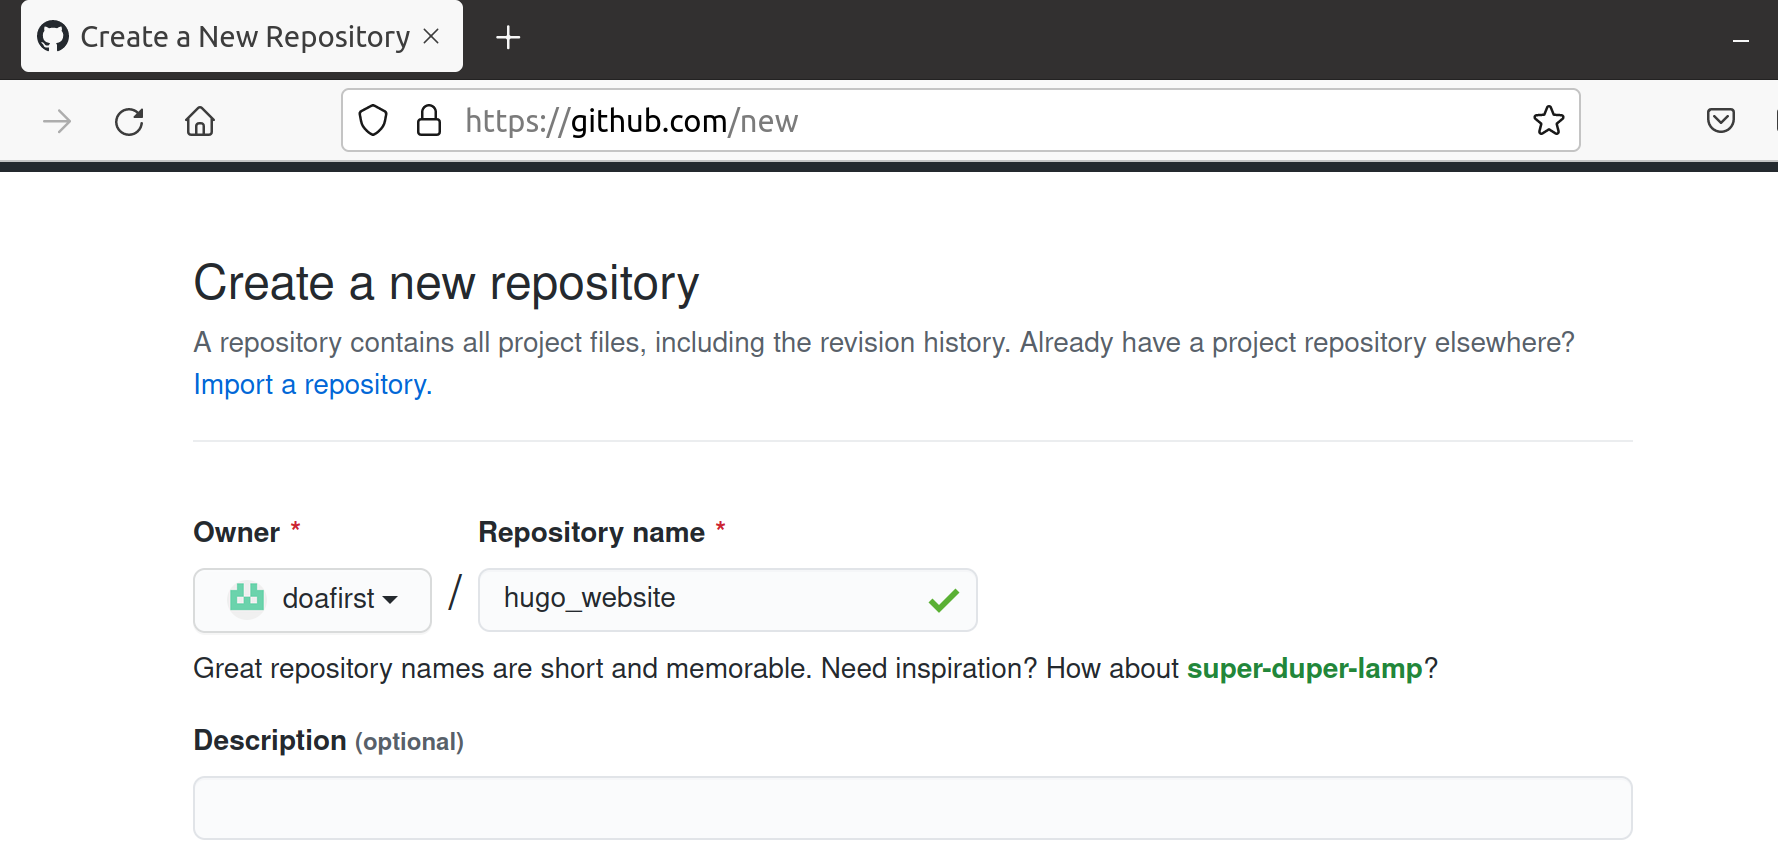 Create a New Repository
https://github.com/new
Create a new repository
A repository contains all project files, including the revision history. Already have a project repository elsewhere?
Import a repository.
Owner * Repository name *
doafirst / hugo_website
Great repository names are short and memorable. Need inspiration? How about super-duper-lamp?
Description (optional)